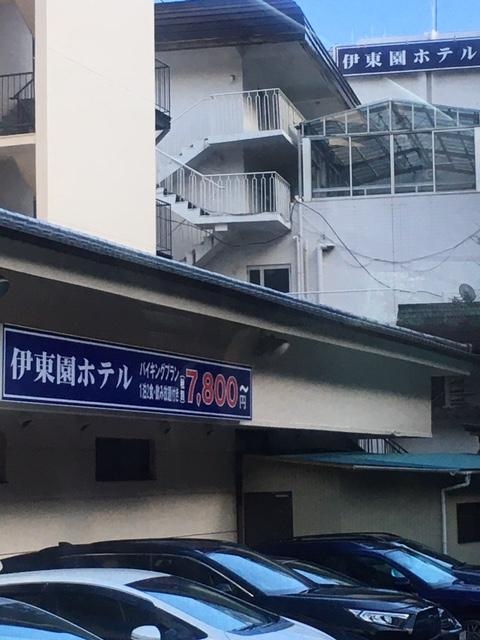 伊東園ホテル
伊東園ホテル
バイキングプラン
1泊2食・飲み放題付き
7,800円～